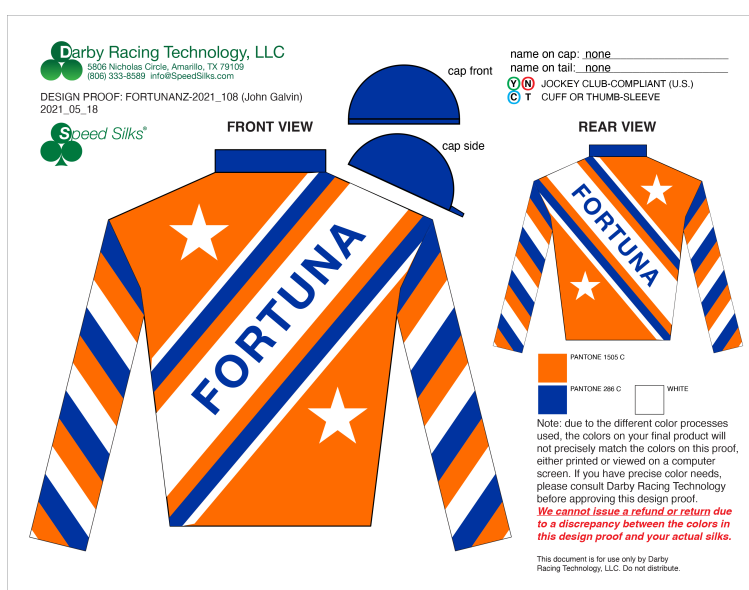 Darby Racing Technology, LLC
5806 Nicholas Circle, Amarillo, TX 79109
(806) 333-8589 info@SpeedSilks.com
DESIGN PROOF: FORTUNANZ-2021_108 (John Galvin)
2021_05_18
Speed Silks®
cap front
cap side
name on cap: none
name on tail: none
Y N JOCKEY CLUB-COMPLIANT (U.S.)
C T CUFF OR THUMB-SLEEVE
FRONT VIEW
REAR VIEW
FORTUNA
FORTUNA
PANTONE 1505 C
PANTONE 286 C
WHITE
Note: due to the different color processes
used, the colors on your final product will
not precisely match the colors on this proof,
either printed or viewed on a computer
screen. If you have precise color needs,
please consult Darby Racing Technology
before approving this design proof.
We cannot issue a refund or return due
to a discrepancy between the colors in
this design proof and your actual silks.
This document is for use only by Darby
Racing Technology, LLC. Do not distribute.